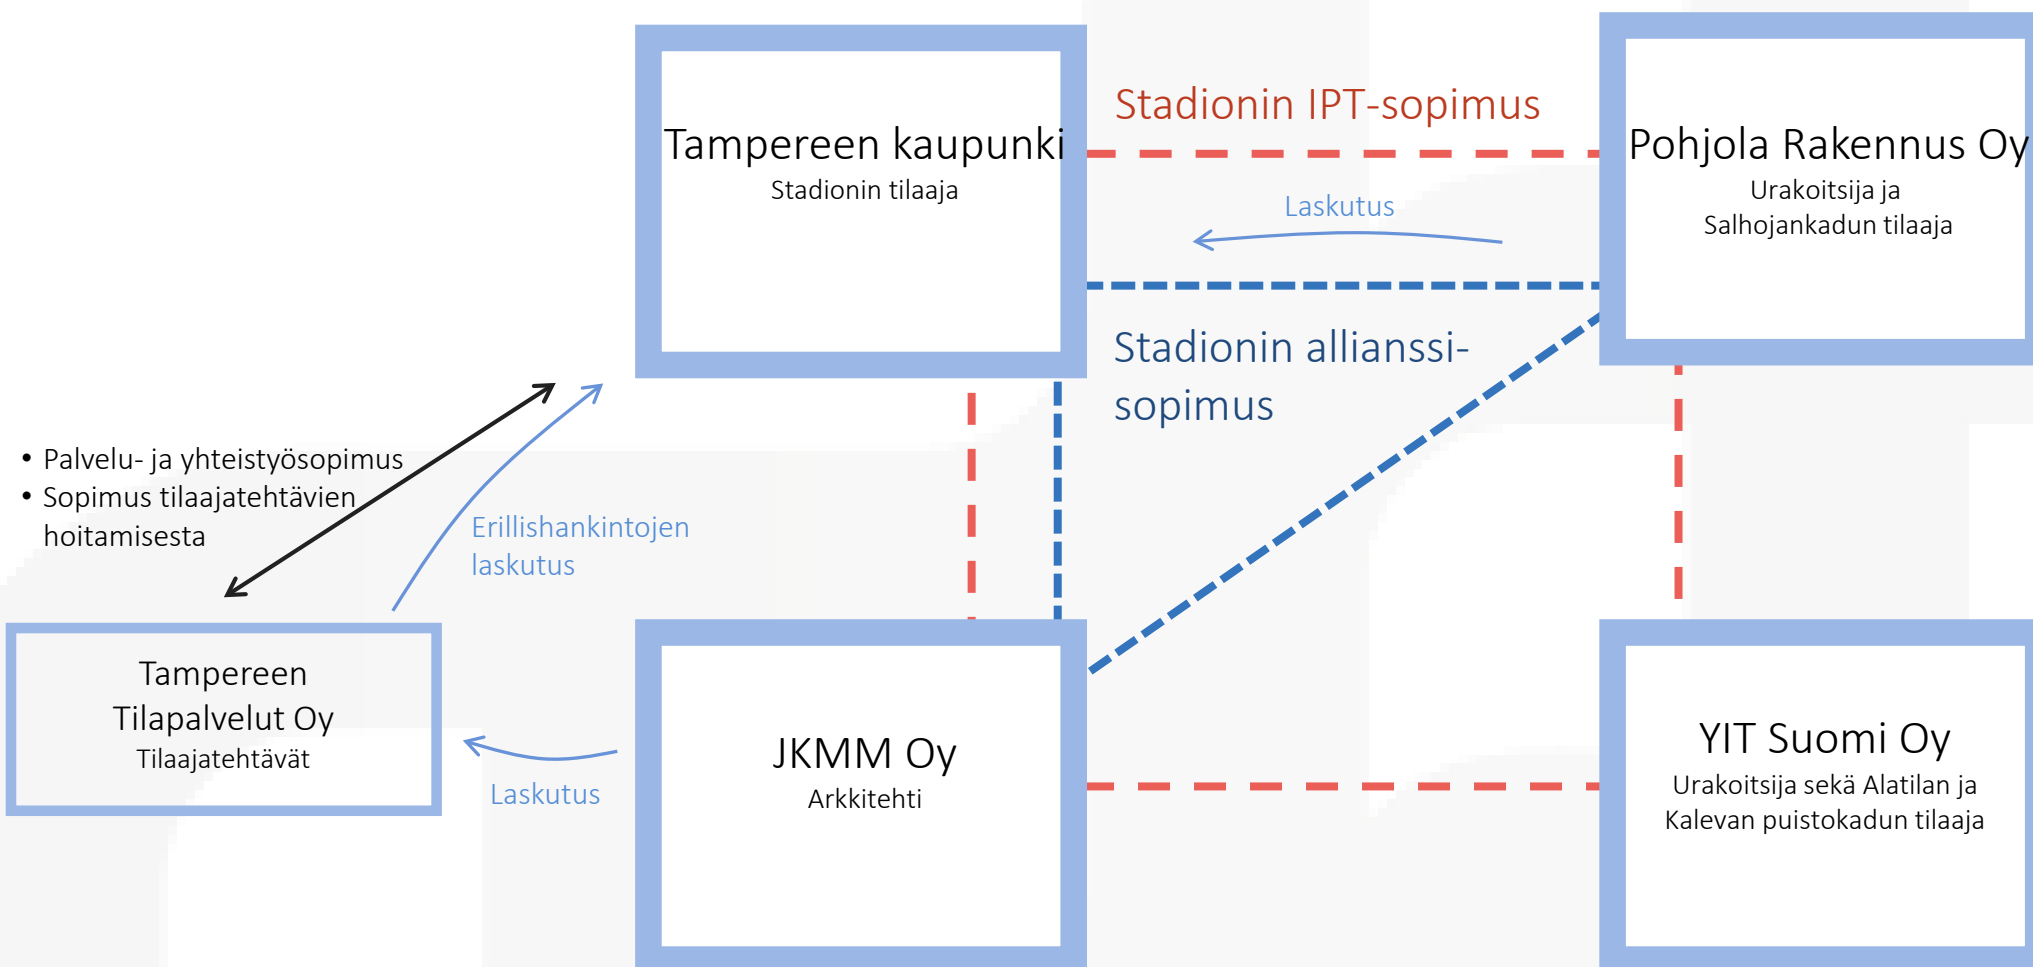 Tampereen kaupunki
Stadionin tilaaja
Stadionin IPT-sopimus
Pohjola Rakennus Oy
Urakoitsija ja
Salhojankadun tilaaja
Laskutus
Stadionin allianssi-
sopimus
• Palvelu- ja yhteistyösopimus
• Sopimus tilaajatehtävien
hoitamisesta
Erillishankintojen
laskutus
Tampereen
Tilapalvelut Oy
Tilaajatehtävät
Laskutus
JKMM Oy
Arkkitehti
YIT Suomi Oy
Urakoitsija sekä Alatilan ja
Kalevan puistokadun tilaaja